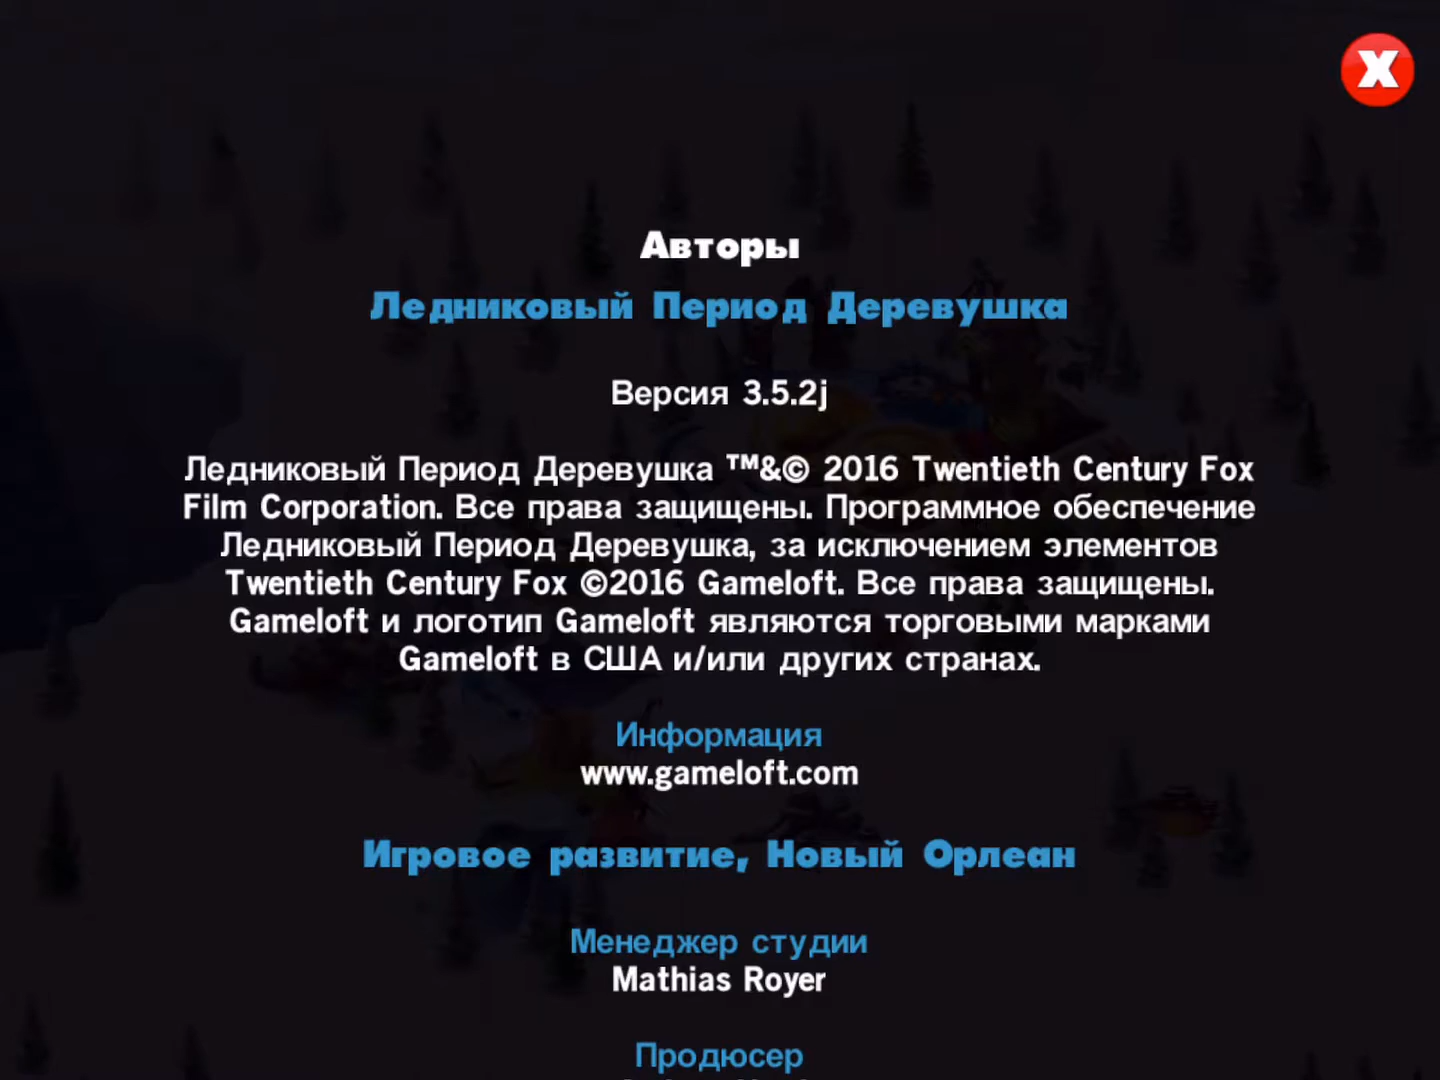 X
Авторы
Ледниковый Период Деревушка
Версия 3.5.2j
Ледниковый Период Деревушка ™&© 2016 Twentieth Century Fox
Film Corporation. Все права защищены. Программное обеспечение
Ледниковый Период Деревушка, за исключением элементов
Twentieth Century Fox ©2016 Gameloft. Все права защищены.
Gameloft и логотип Gameloft являются торговыми марками
Gameloft в США и/или других странах.
Информация
www.gameloft.com
Игровое развитие, Новый Орлеан
Менеджер студии
Mathias Royer
Продюсер